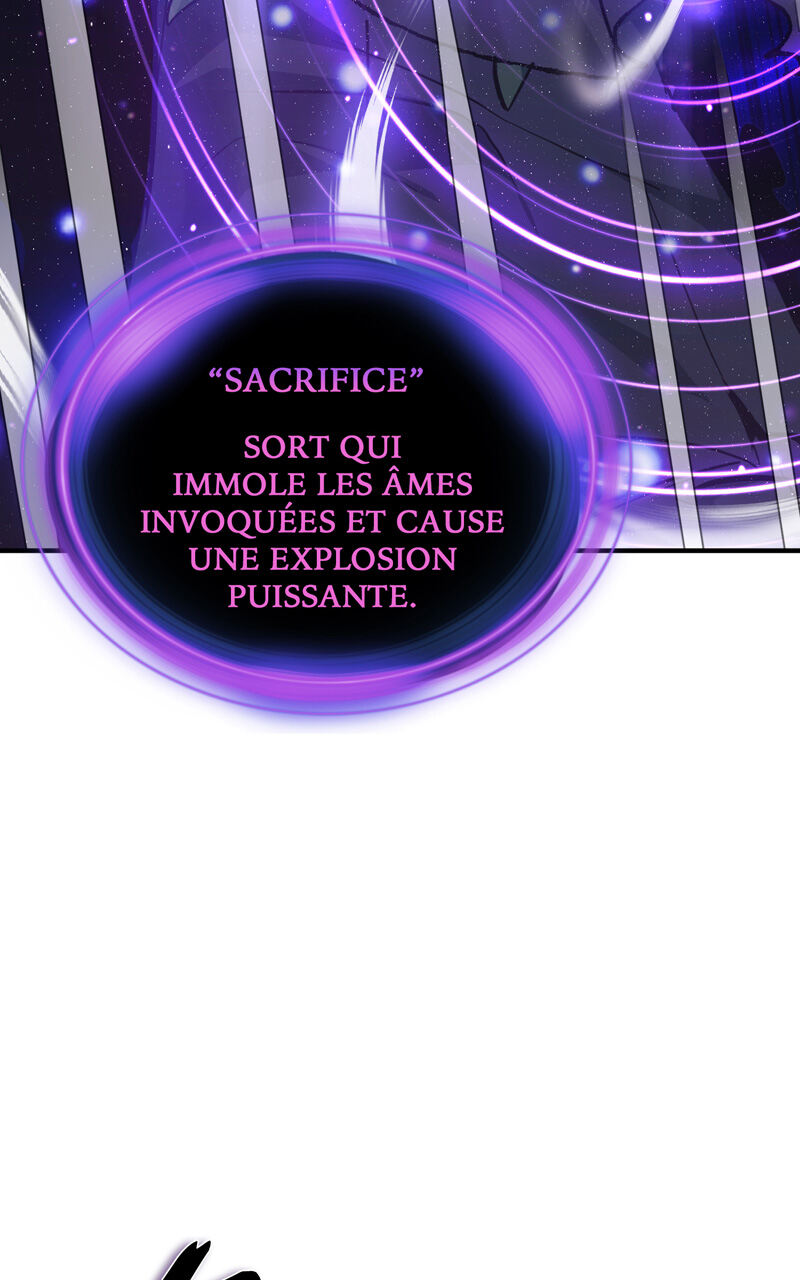 “SACRIFICE”
SORT QUI
IMMOLE LES ÂMES
INVOQUÉES ET CAUSE
UNE EXPLOSION
PUISSANTE.